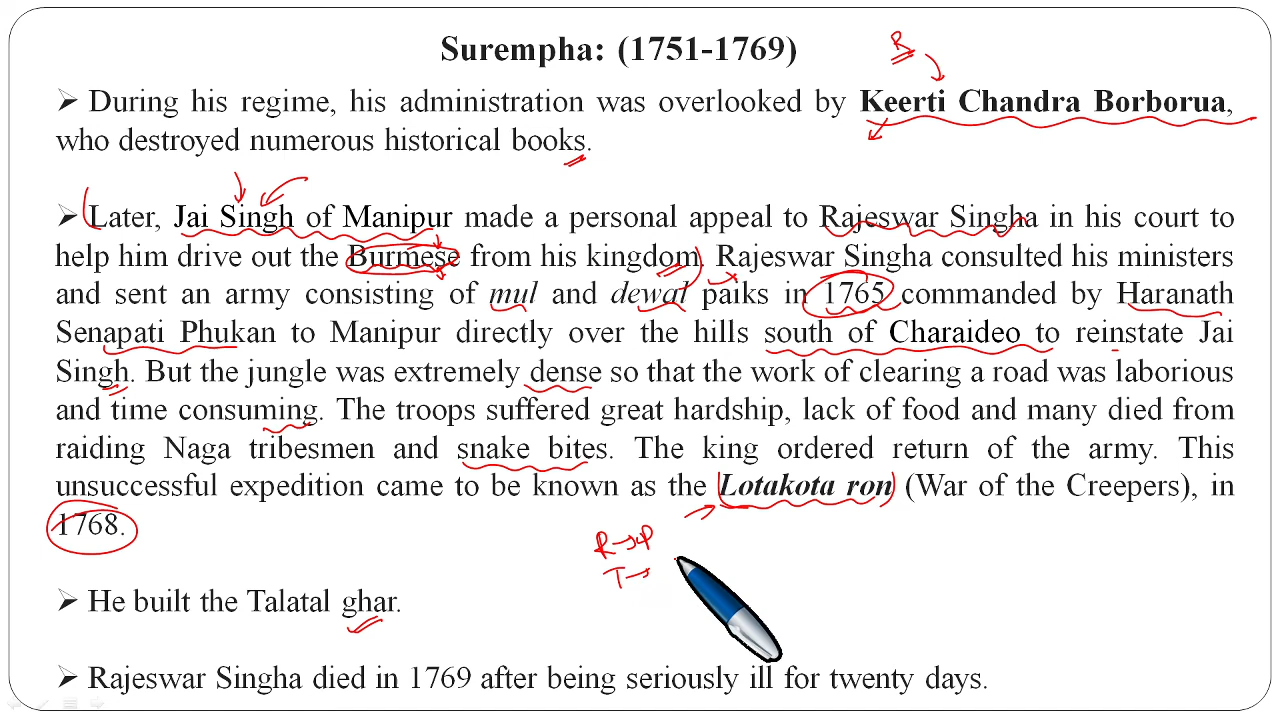 Surempha: (1751-1769)
R
➤ During his regime, his administration was overlooked by Keerti Chandra Borborua,
who destroyed numerous historical books.
➤ Later, Jai Singh of Manipur made a personal appeal to Rajeswar Singha in his court to
help him drive out the Burmese from his kingdom. Rajeswar Singha consulted his ministers
and sent an army consisting of mul and dewal paiks in 1765 commanded by Haranath
Senapati Phukan to Manipur directly over the hills south of Charaideo to reinstate Jai
Singh. But the jungle was extremely dense so that the work of clearing a road was laborious
and time consuming. The troops suffered great hardship, lack of food and many died from
raiding Naga tribesmen and snake bites. The king ordered return of the army. This
unsuccessful expedition came to be known as the Lotakota ron (War of the Creepers), in
1768.
R→P
T→
➤ He built the Talatal ghar.
➤ Rajeswar Singha died in 1769 after being seriously ill for twenty days.